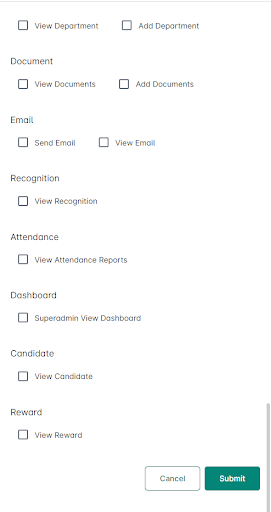 View Department Add Department
Document
View Documents Add Documents
Email
Send Email View Email
Recognition
View Recognition
Attendance
View Attendance Reports
Dashboard
Superadmin View Dashboard
Candidate
View Candidate
Reward
View Reward
Cancel Submit